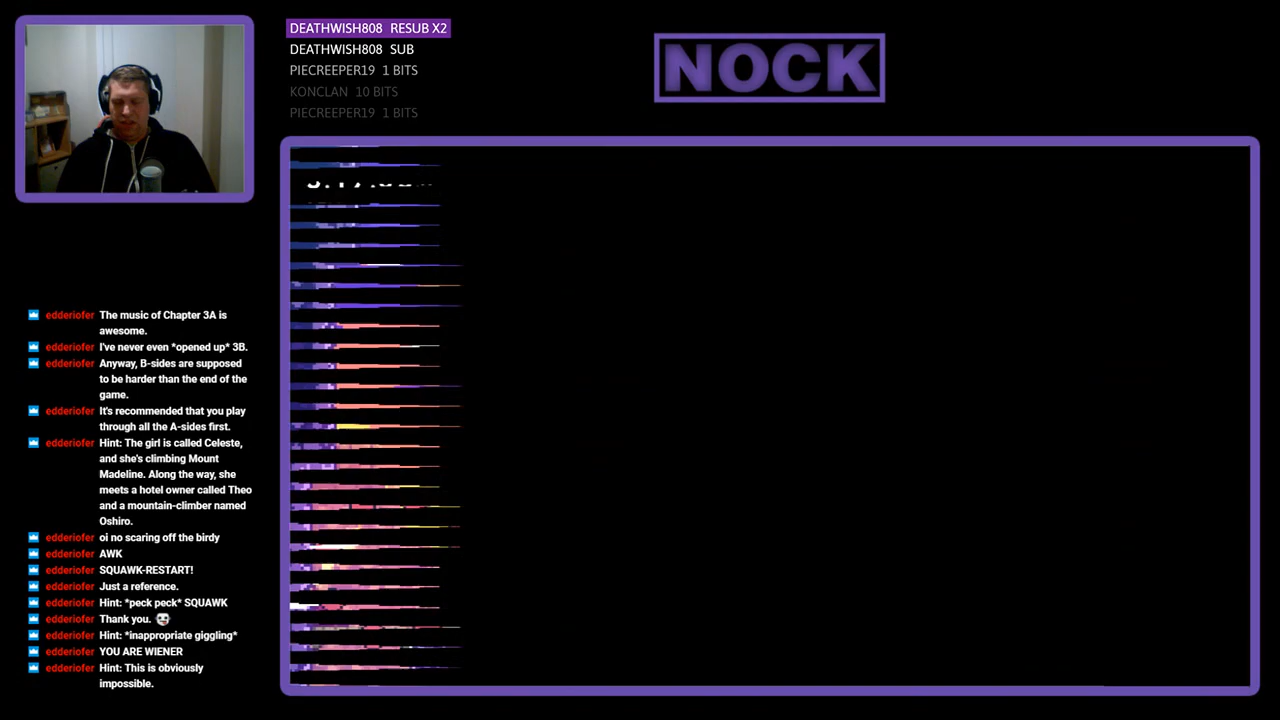 DEATHWISH808 RESUB X2
DEATHWISH808 SUB
PIECREEPER19 1 BITS
KONCLAN 10 BITS
PIECREEPER19 1 BITS
NOCK
edderiofer The music of Chapter 3A is
awesome.
edderiofer I've never even *opened up* 3B.
edderiofer Anyway, B-sides are supposed
to be harder than the end of the
game.
edderiofer It's recommended that you play
through all the A-sides first.
edderiofer Hint: The girl is called Celeste,
and she's climbing Mount
Madeline. Along the way, she
meets a hotel owner called Theo
and a mountain-climber named
Oshiro.
edderiofer oi no scaring off the birdy
edderiofer AWK
edderiofer SQUAWK-RESTART!
edderiofer Just a reference.
edderiofer Hint: *peck peck* SQUAWK
edderiofer Thank you.
edderiofer Hint: *inappropriate giggling*
edderiofer YOU ARE WIENER
edderiofer Hint: This is obviously
impossible.